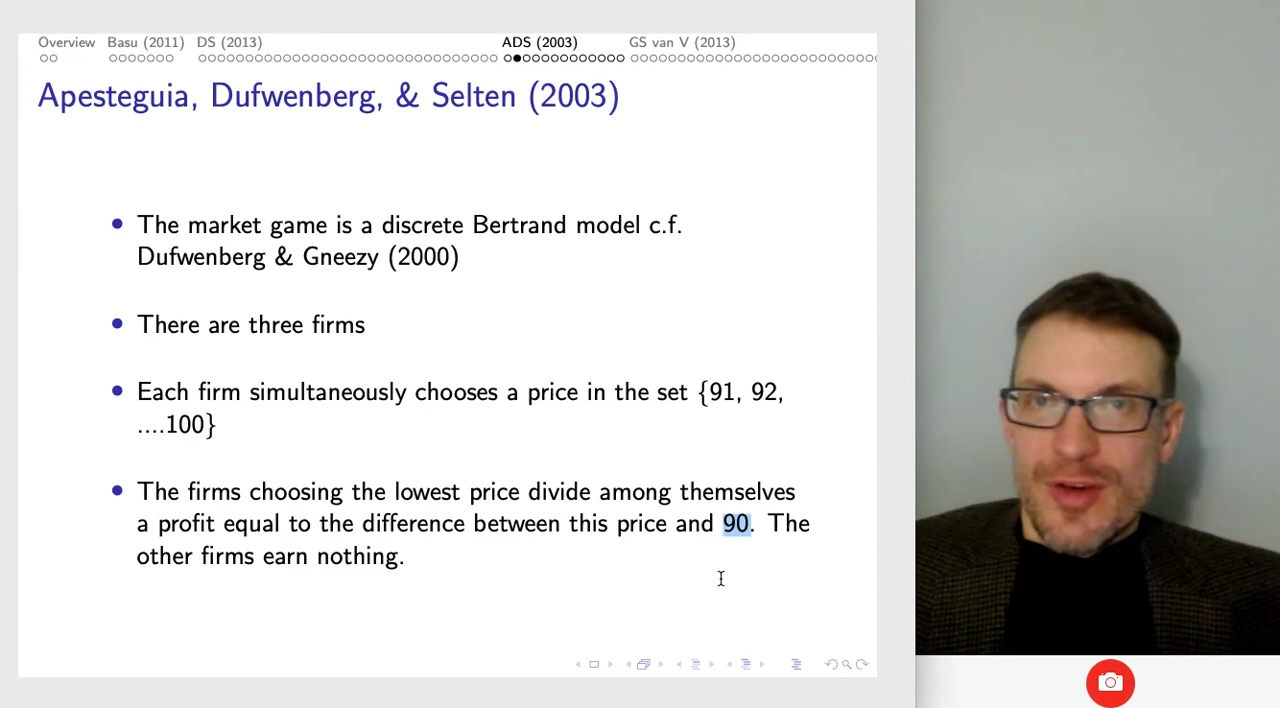 Overview Basu (2011) DS (2013) ADS (2003) GS van V (2013)
Apesteguia, Dufwenberg, & Selten (2003)
• The market game is a discrete Bertrand model c.f.
Dufwenberg & Gneezy (2000)
• There are three firms
• Each firm simultaneously chooses a price in the set {91, 92,
....100}
• The firms choosing the lowest price divide among themselves
a profit equal to the difference between this price and 90. The
other firms earn nothing.